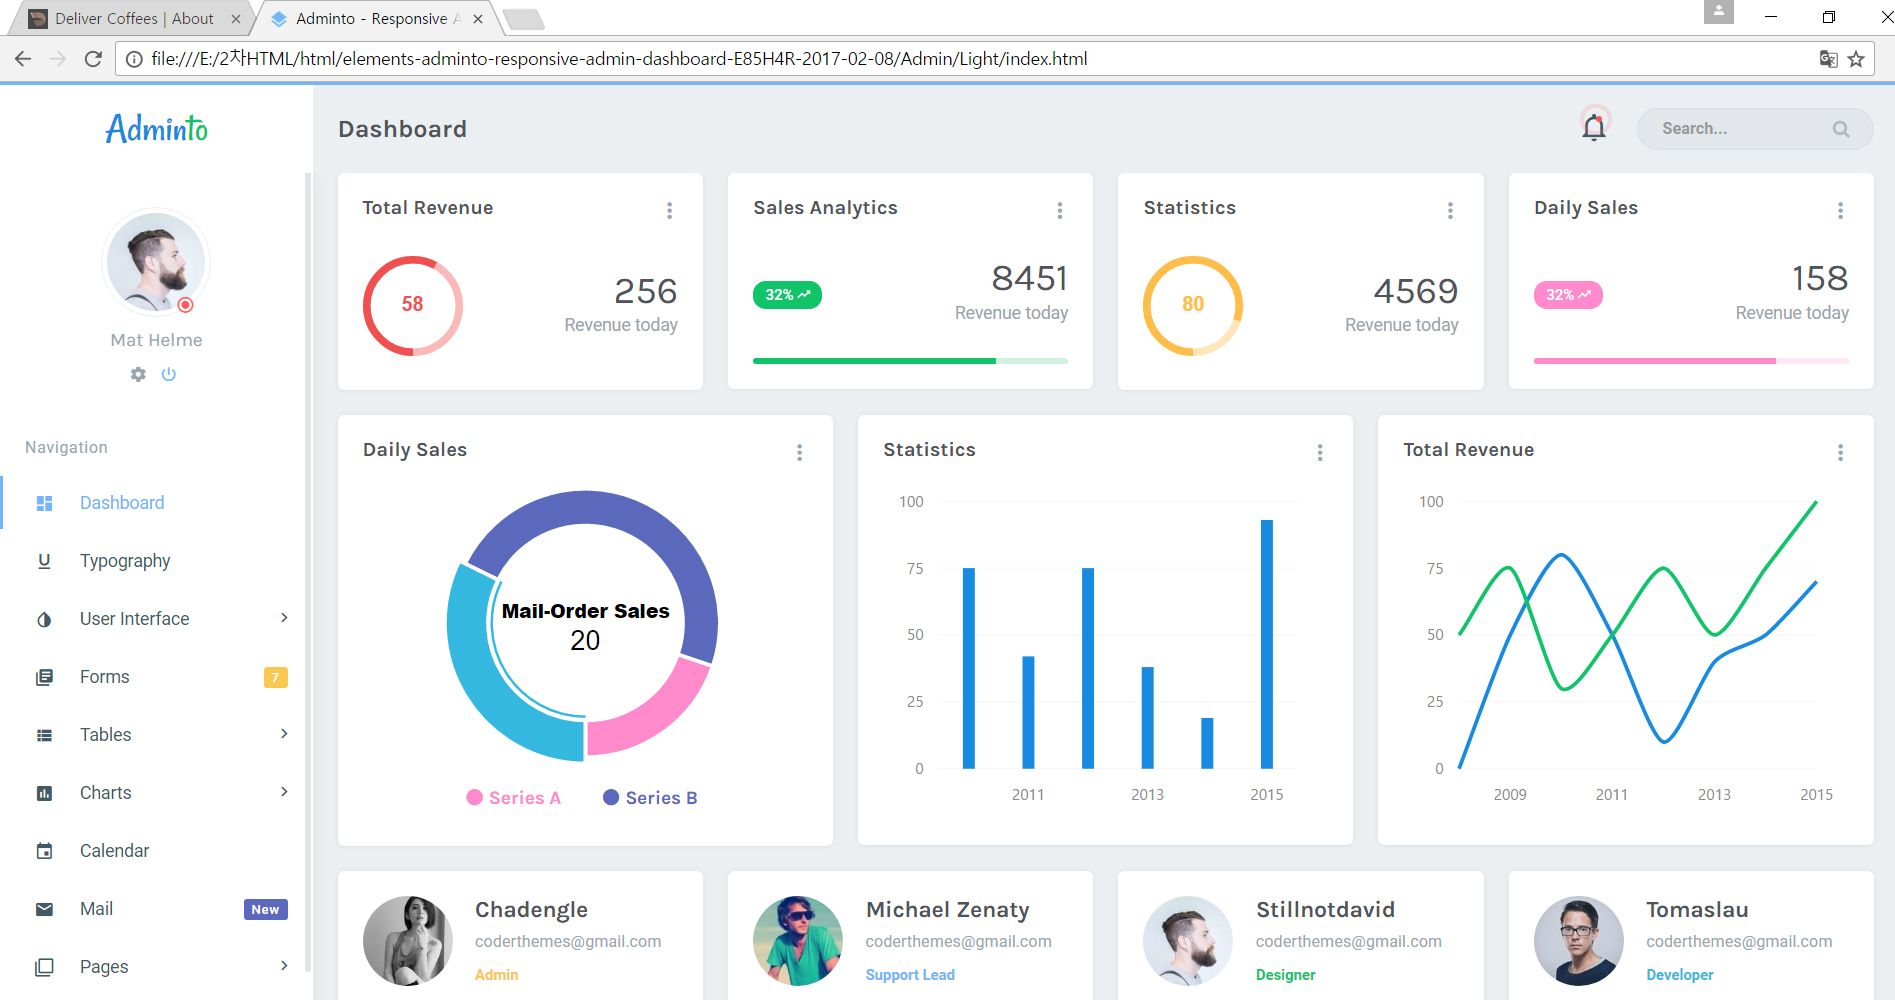 Deliver Coffees | About
Adminto - Responsive A
file:///E:/2차HTML/html/elements-adminto-responsive-admin-dashboard-E85H4R-2017-02-08/Admin/Light/index.html
Adminto
Dashboard
Search...
Mat Helme
Navigation
Dashboard
Typography
User Interface
Forms 7
Tables
Charts
Calendar
Mail New
Pages
Total Revenue
58
256
Revenue today
Sales Analytics
32%
8451
Revenue today
Statistics
80
4569
Revenue today
Daily Sales
32%
158
Revenue today
Daily Sales
Mail-Order Sales
20
Series A Series B
Statistics
100
75
50
25
0
2011 2013 2015
Total Revenue
100
75
50
25
0
2009 2011 2013 2015
Chadengle
coderthemes@gmail.com
Admin
Michael Zenaty
coderthemes@gmail.com
Support Lead
Stillnotdavid
coderthemes@gmail.com
Designer
Tomaslau
coderthemes@gmail.com
Developer